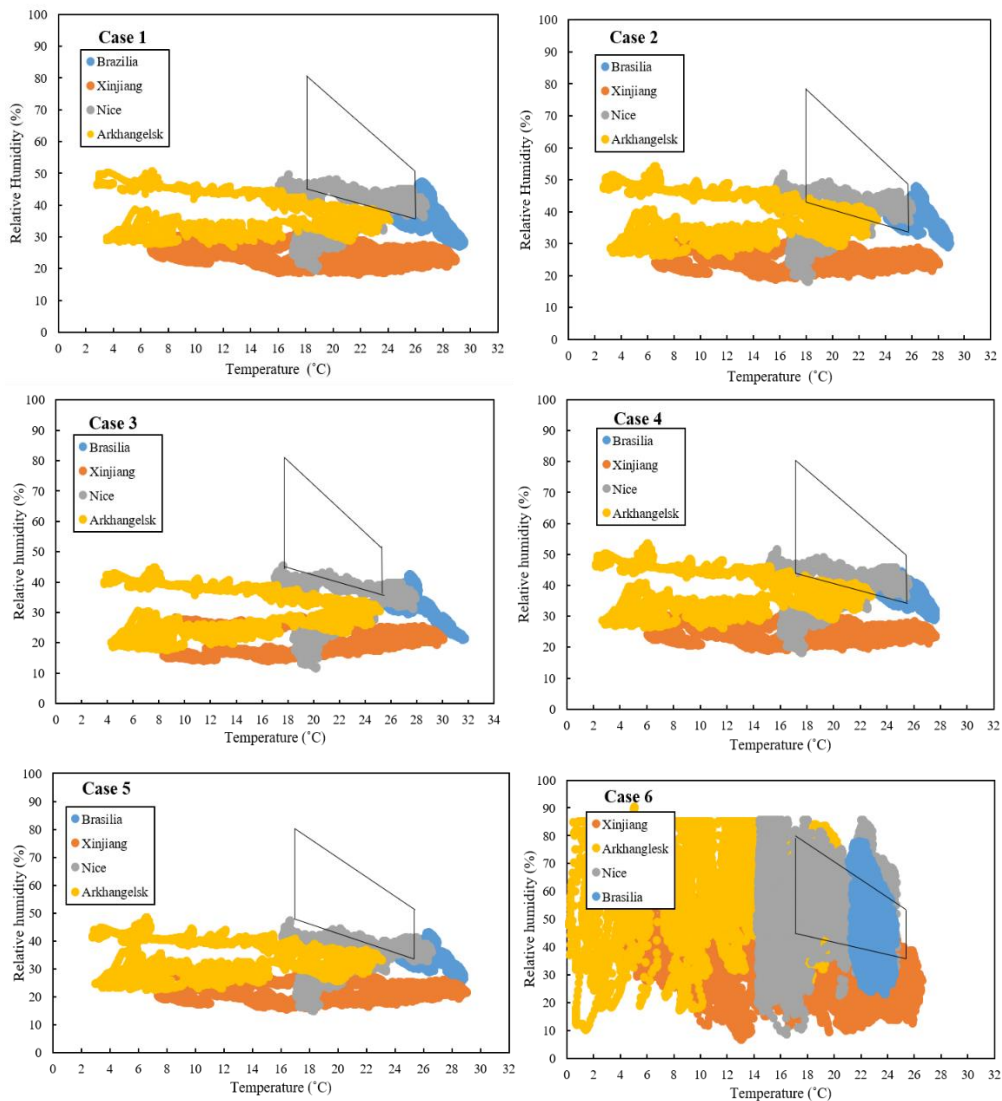 Case 1
Brazilia
Xinjiang
Nice
Arkhangelsk
Relative Humidity (%)
100
90
80
70
60
50
40
30
20
10
0
0 2 4 6 8 10 12 14 16 18 20 22 24 26 28 30 32
Temperature (˚C)
Case 2
Brasilia
Xinjiang
Nice
Arkhangelsk
Relative Humidity (%)
100
90
80
70
60
50
40
30
20
10
0
0 2 4 6 8 10 12 14 16 18 20 22 24 26 28 30 32
Temperature (˚C)
Case 3
Brasilia
Xinjiang
Nice
Arkhangelsk
Relative humidity (%)
100
90
80
70
60
50
40
30
20
10
0
0 2 4 6 8 10 12 14 16 18 20 22 24 26 28 30 32 34
Temperature (˚C)
Case 4
Brasilia
Xinjiang
Nice
Arkhangelsk
Relative humidity (%)
100
90
80
70
60
50
40
30
20
10
0
0 2 4 6 8 10 12 14 16 18 20 22 24 26 28 30 32
Temperature (˚C)
Case 5
Brasilia
Xinjiang
Nice
Arkhangelsk
Relative humidity (%)
100
90
80
70
60
50
40
30
20
10
0
0 2 4 6 8 10 12 14 16 18 20 22 24 26 28 30 32
Temperature (˚C)
Case 6
Xinjiang
Arkhanglesk
Nice
Brasilia
Relative humidity (%)
100
90
80
70
60
50
40
30
20
10
0
0 2 4 6 8 10 12 14 16 18 20 22 24 26 28 30 32
Temperature (˚C)